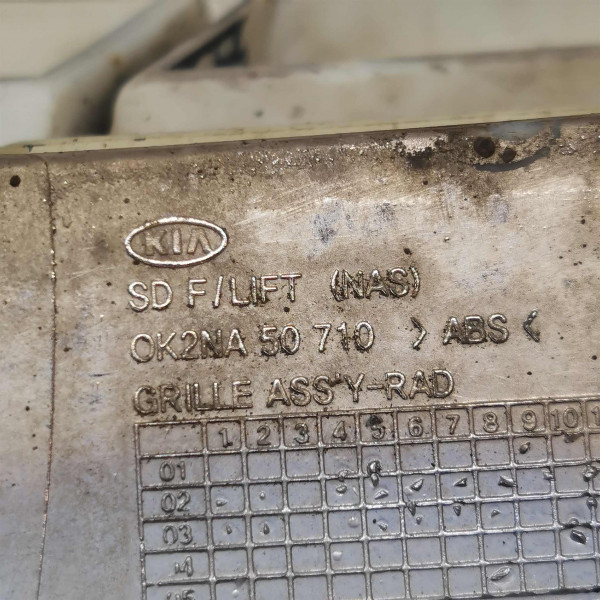 KIA
SD F/LIFT (NAS)
OK2NA 50 710 >ABS<
GRILLE ASS'Y-RAD
1 2 3 4 5 6 7 8 9 10
01
02
03